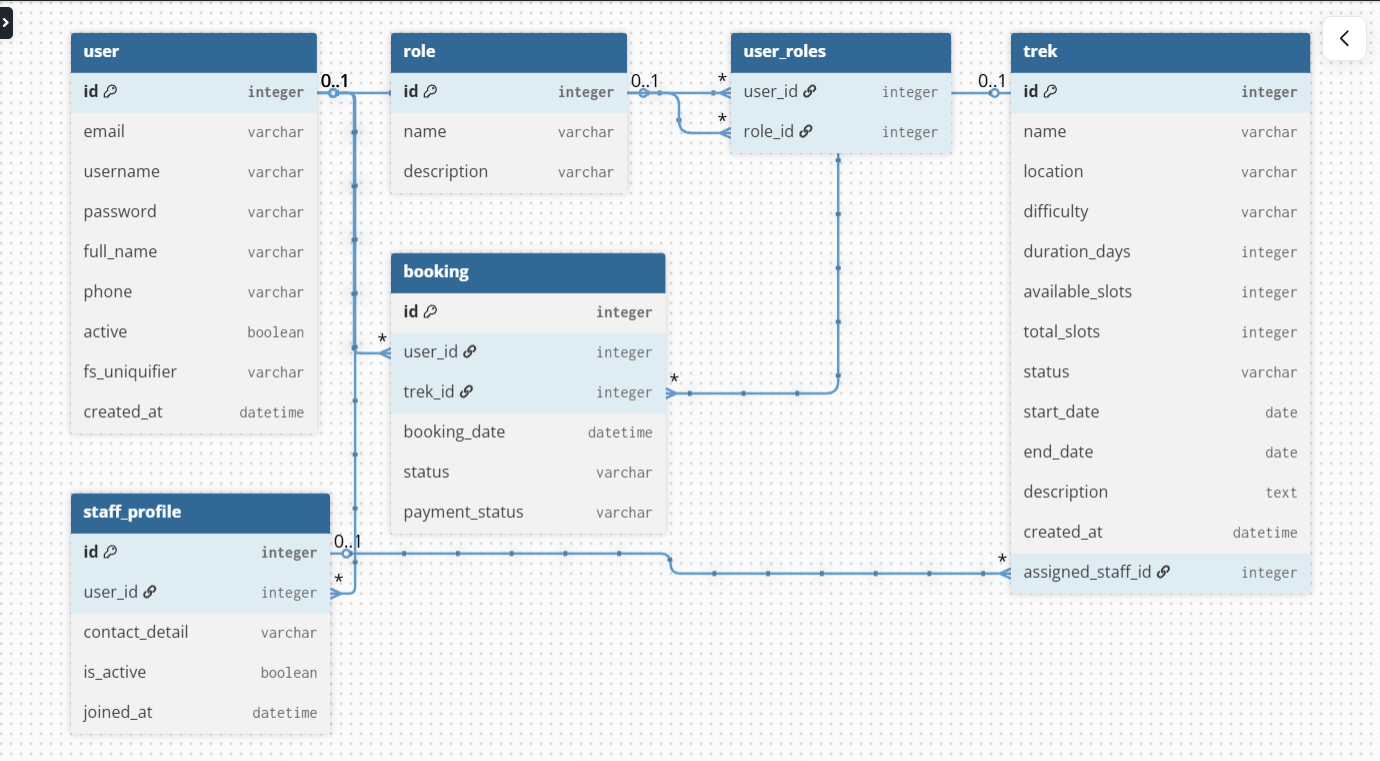 user
id integer
email varchar
username varchar
password varchar
full_name varchar
phone varchar
active boolean
fs_uniquifier varchar
created_at datetime
0..1
role
id integer
name varchar
description varchar
0..1
*
*
user_roles
user_id integer
role_id integer
0..1
trek
id integer
name varchar
location varchar
difficulty varchar
duration_days integer
available_slots integer
total_slots integer
status varchar
start_date date
end_date date
description text
created_at datetime
*
assigned_staff_id integer
booking
id integer
*
user_id integer
trek_id integer
*
booking_date datetime
status varchar
payment_status varchar
staff_profile
id integer
0..1
user_id integer
*
contact_detail varchar
is_active boolean
joined_at datetime